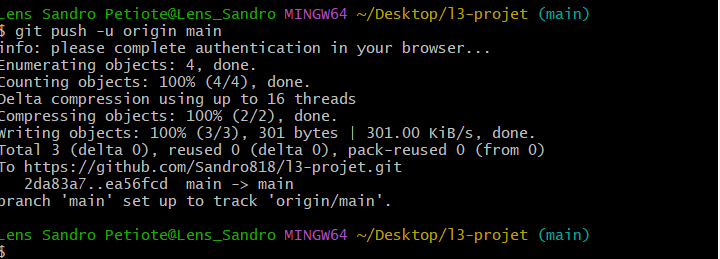 Lens Sandro Petiote@Lens_Sandro MINGW64 ~/Desktop/l3-projet (main)
$ git push -u origin main
info: please complete authentication in your browser...
Enumerating objects: 4, done.
Counting objects: 100% (4/4), done.
Delta compression using up to 16 threads
Compressing objects: 100% (2/2), done.
Writing objects: 100% (3/3), 301 bytes | 301.00 KiB/s, done.
Total 3 (delta 0), reused 0 (delta 0), pack-reused 0 (from 0)
To https://github.com/Sandro818/l3-projet.git
   2da83a7..ea56fcd  main -> main
branch 'main' set up to track 'origin/main'.
Lens Sandro Petiote@Lens_Sandro MINGW64 ~/Desktop/l3-projet (main)
$